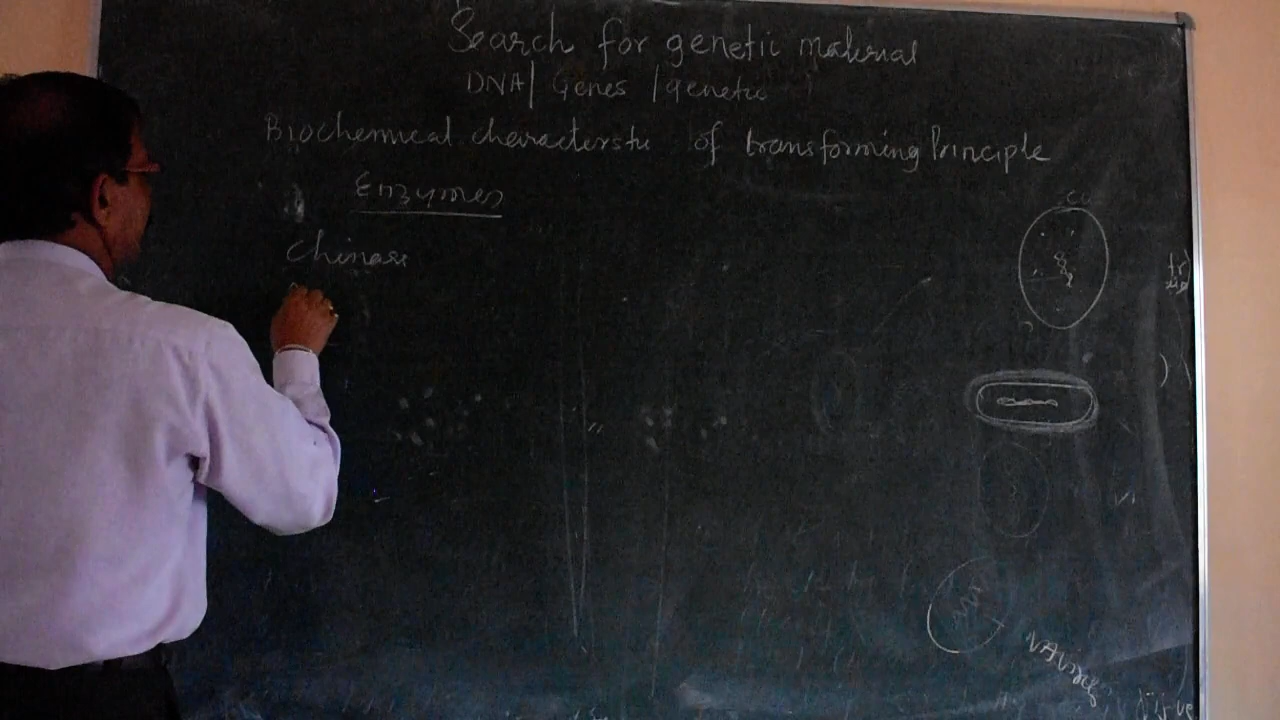 Search for genetic material
DNA/ Genes /genetic
Biochemical characterstic of transforming Principle
Enzymes
Chinase